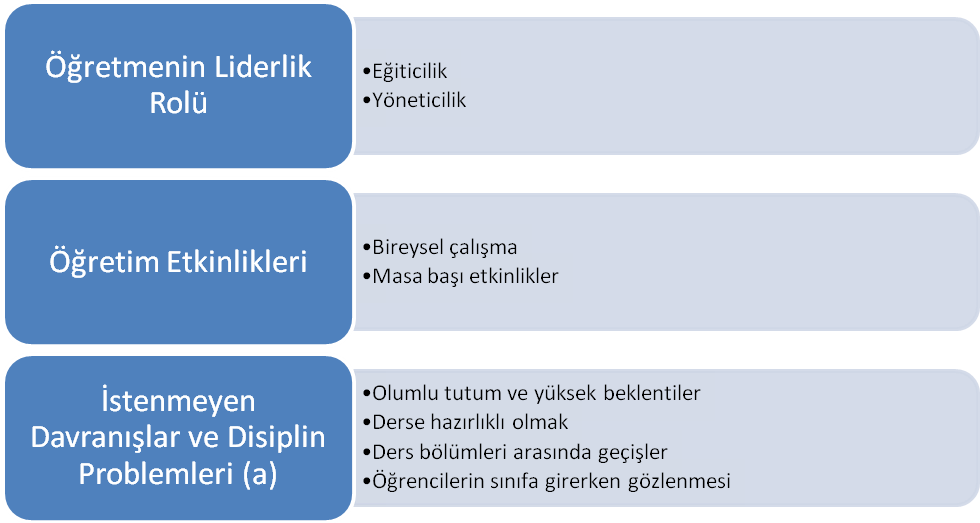 Öğretmenin Liderlik
Rolü
•Eğiticilik
•Yöneticilik
Öğretim Etkinlikleri
•Bireysel çalışma
•Masa başı etkinlikler
İstenmeyen
Davranışlar ve Disiplin
Problemleri (a)
•Olumlu tutum ve yüksek beklentiler
•Derse hazırlıklı olmak
•Ders bölümleri arasında geçişler
•Öğrencilerin sınıfa girerken gözlenmesi